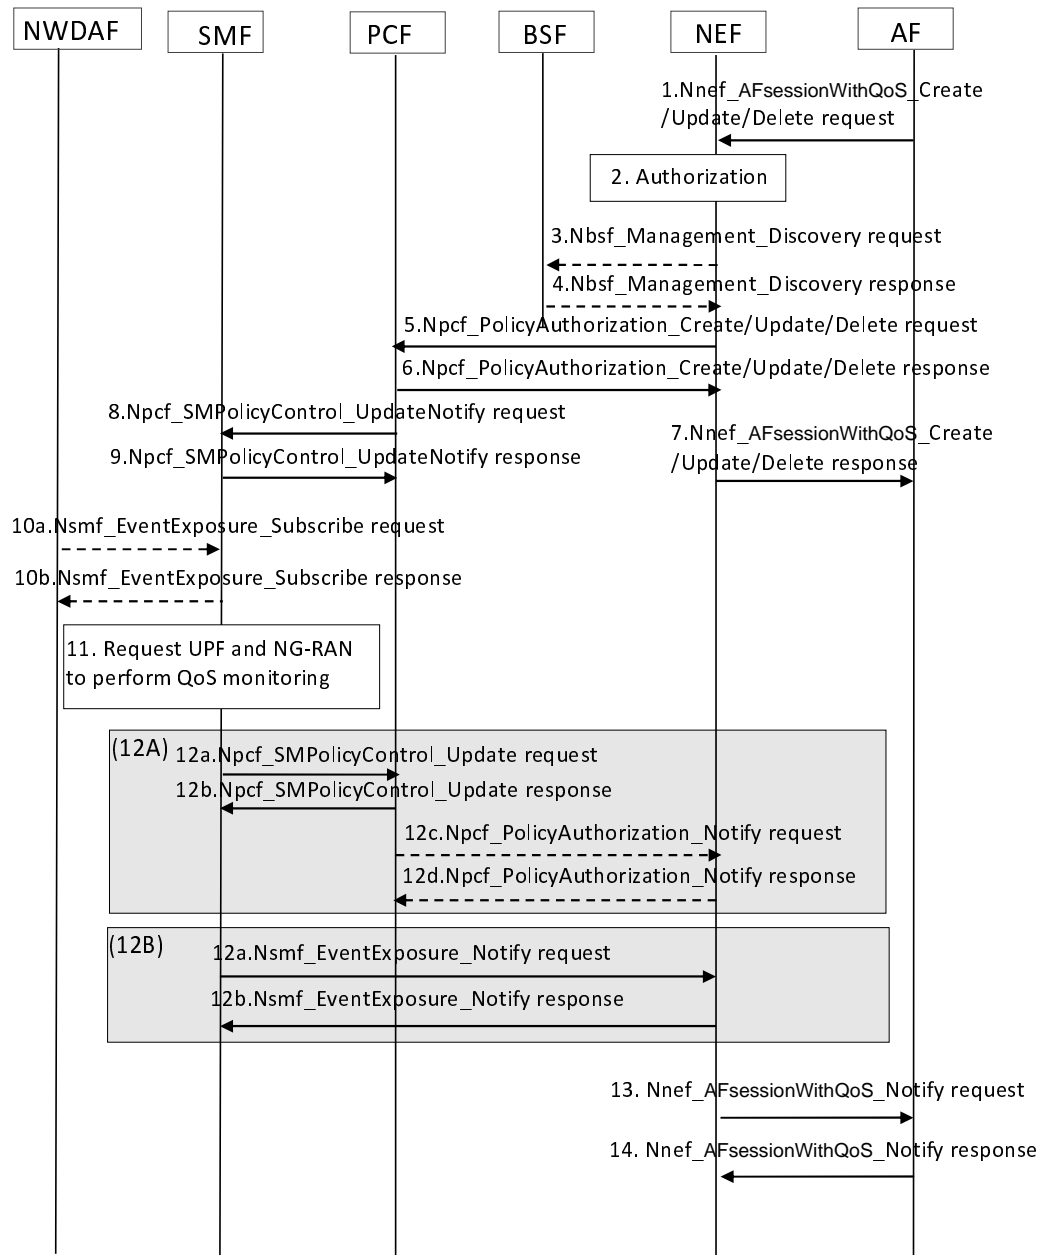 NWDAF
SMF
PCF
BSF
NEF
AF
1.Nnef_AFsessionWithQoS_Create
/Update/Delete request
2. Authorization
3.Nbsf_Management_Discovery request
4.Nbsf_Management_Discovery response
5.Npcf_PolicyAuthorization_Create/Update/Delete request
6.Npcf_PolicyAuthorization_Create/Update/Delete response
8.Npcf_SMPolicyControl_UpdateNotify request
7.Nnef_AFsessionWithQoS_Create
/Update/Delete response
9.Npcf_SMPolicyControl_UpdateNotify response
10a.Nsmf_EventExposure_Subscribe request
10b.Nsmf_EventExposure_Subscribe response
11. Request UPF and NG-RAN
to perform QoS monitoring
(12A)
12a.Npcf_SMPolicyControl_Update request
12b.Npcf_SMPolicyControl_Update response
12c.Npcf_PolicyAuthorization_Notify request
12d.Npcf_PolicyAuthorization_Notify response
(12B)
12a.Nsmf_EventExposure_Notify request
12b.Nsmf_EventExposure_Notify response
13. Nnef_AFsessionWithQoS_Notify request
14. Nnef_AFsessionWithQoS_Notify response